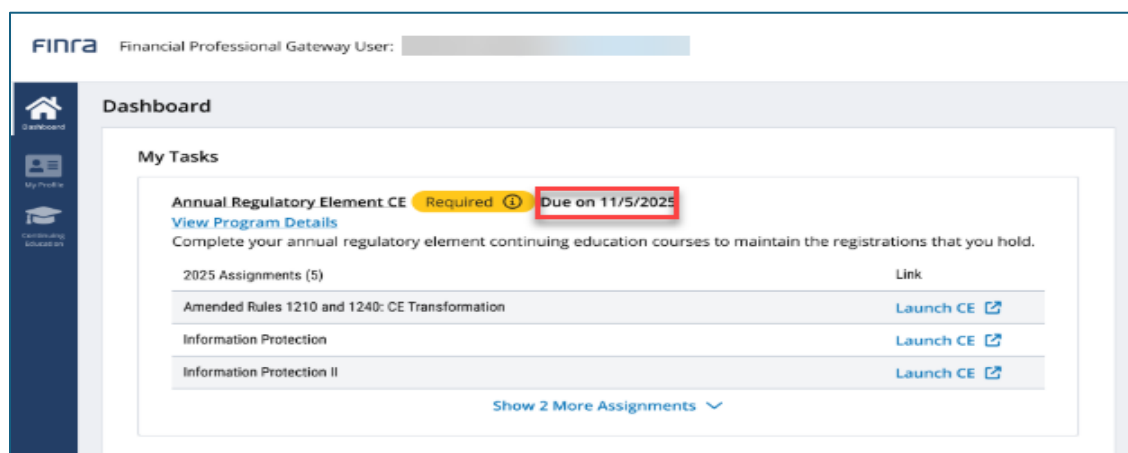 FINRA Financial Professional Gateway User:
Dashboard
Dashboard
My Tasks
My Profile
Annual Regulatory Element CE Required Due on 11/5/2025
View Program Details
Continuing Education
Complete your annual regulatory element continuing education courses to maintain the registrations that you hold.
2025 Assignments (5) Link
Amended Rules 1210 and 1240: CE Transformation Launch CE
Information Protection Launch CE
Information Protection II Launch CE
Show 2 More Assignments